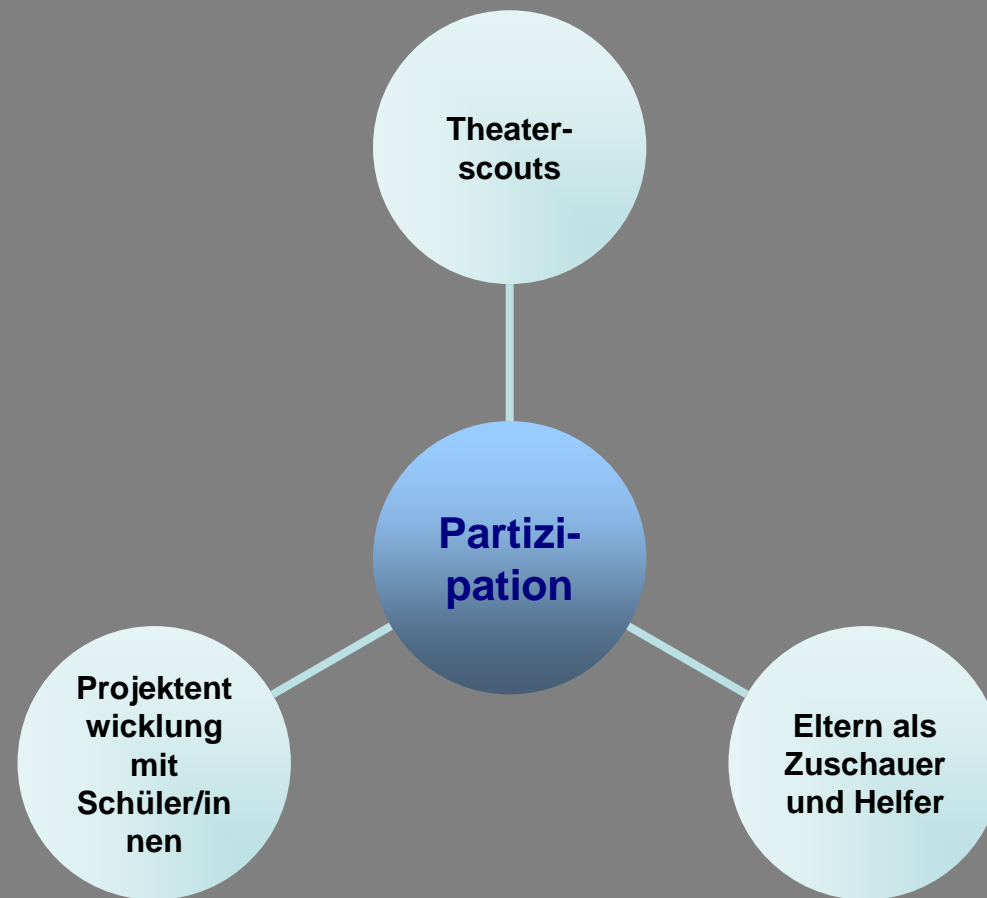 Theater-
scouts
Partizi-
pation
Projektent
wicklung
mit
Schüler/in
nen
Eltern als
Zuschauer
und Helfer